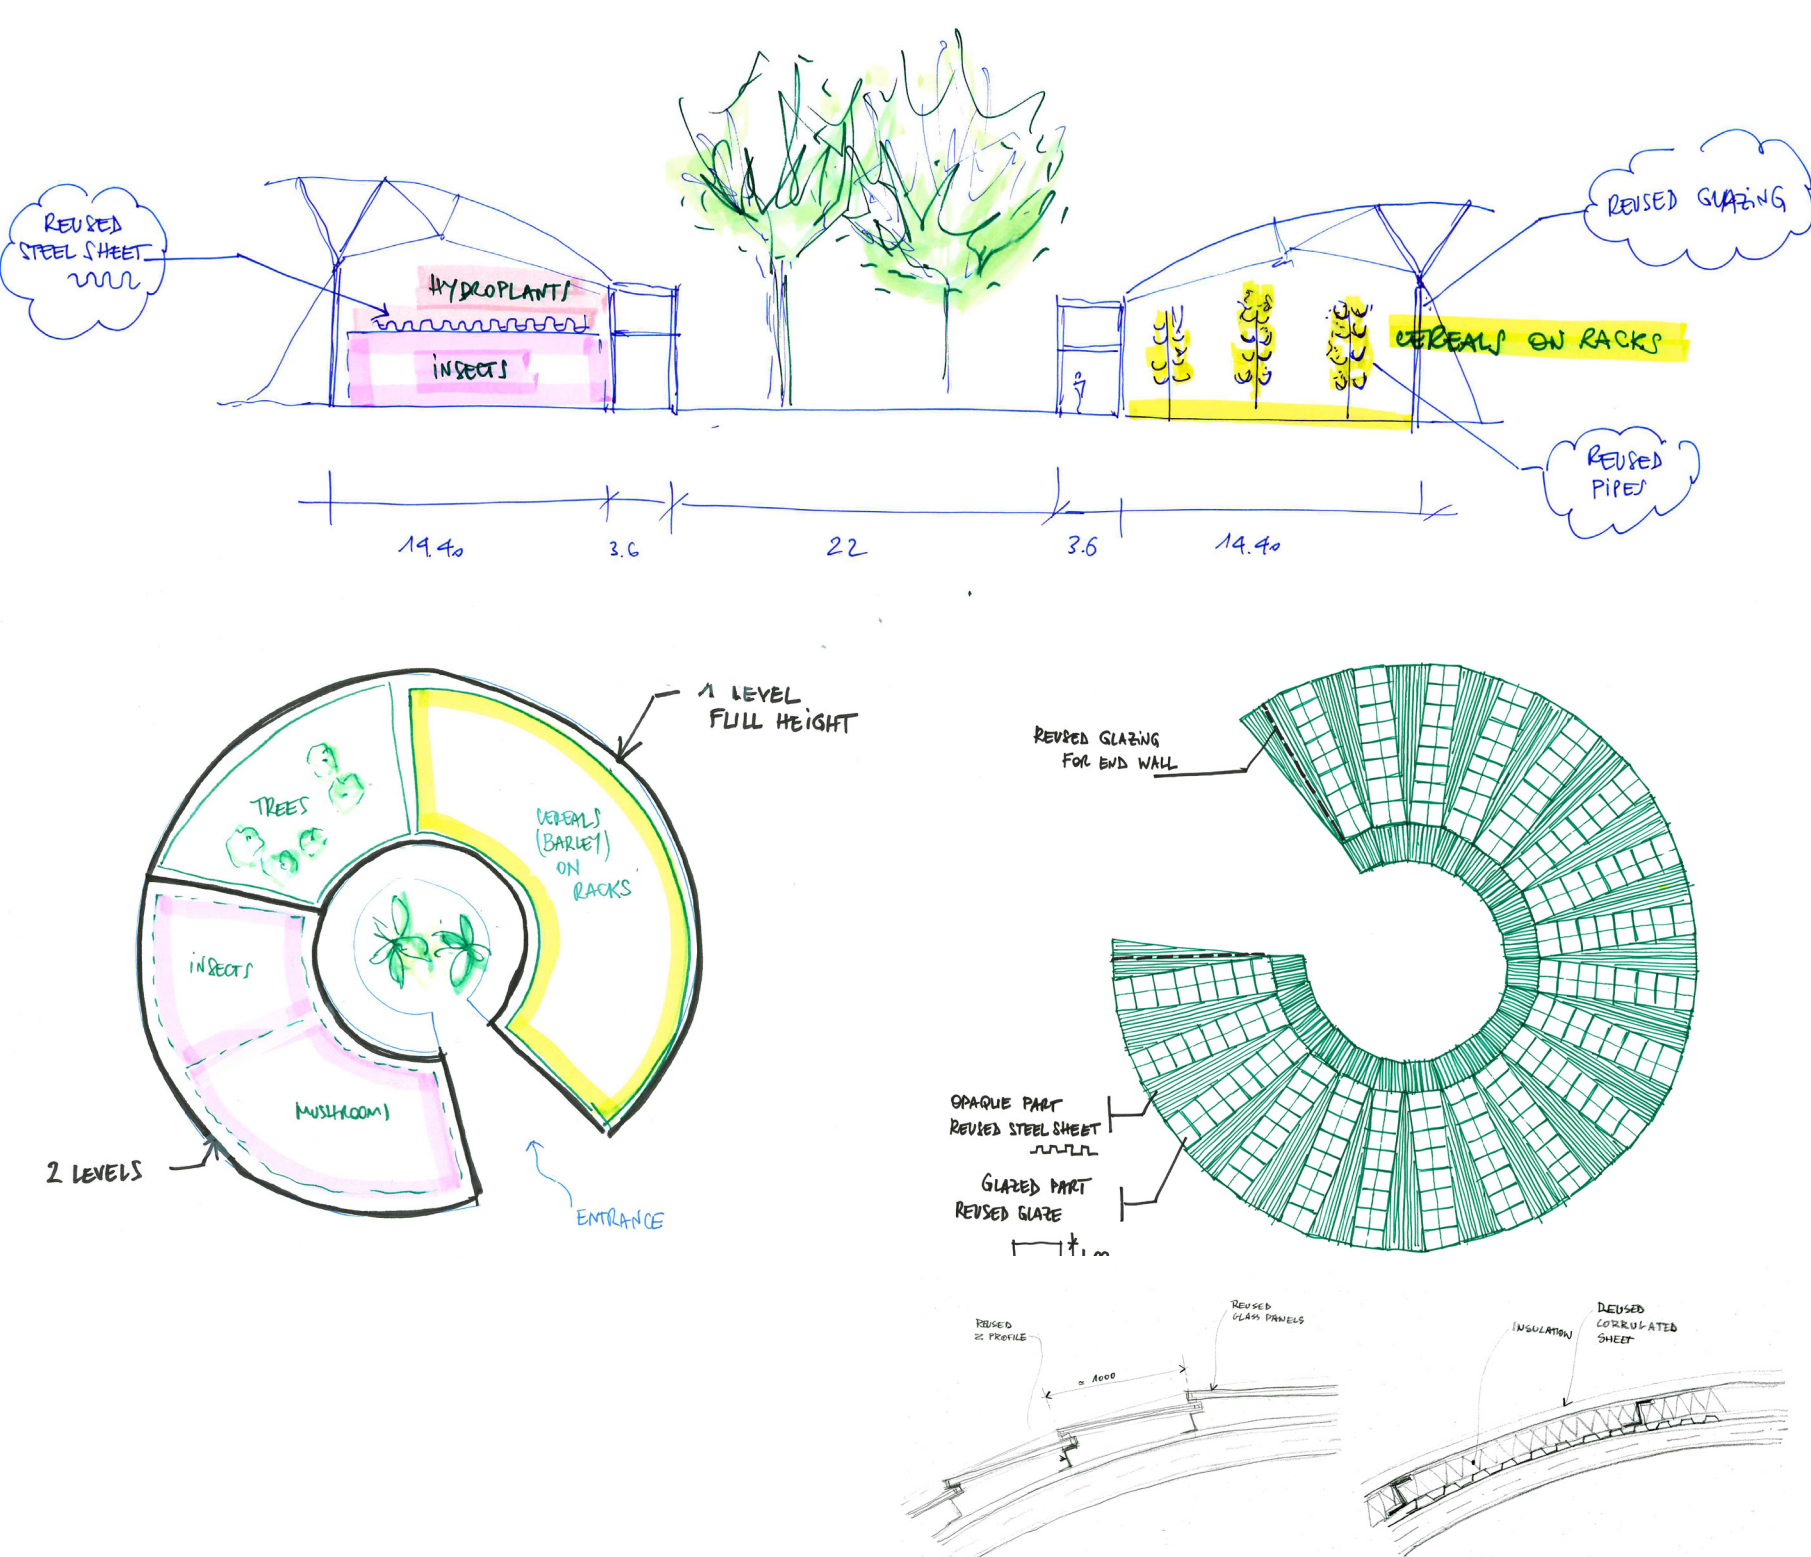 REUSED
STEEL SHEET
HYDROPLANTS
INSECTS
REUSED GLAZING
CEREALS ON RACKS
REUSED
PIPES
14.40
3.6
22
3.6
14.40
1 LEVEL
FULL HEIGHT
TREES
CEREALS
(BARLEY)
ON
RACKS
INSECTS
MUSHROOMS
2 LEVELS
ENTRANCE
REUSED GLAZING
FOR END WALL
OPAQUE PART
REUSED STEEL SHEET
GLAZED PART
REUSED GLAZE
REUSED
Z PROFILE
≈ 1000
REUSED
GLASS PANELS
INSULATION
REUSED
CORRUGATED
SHEET